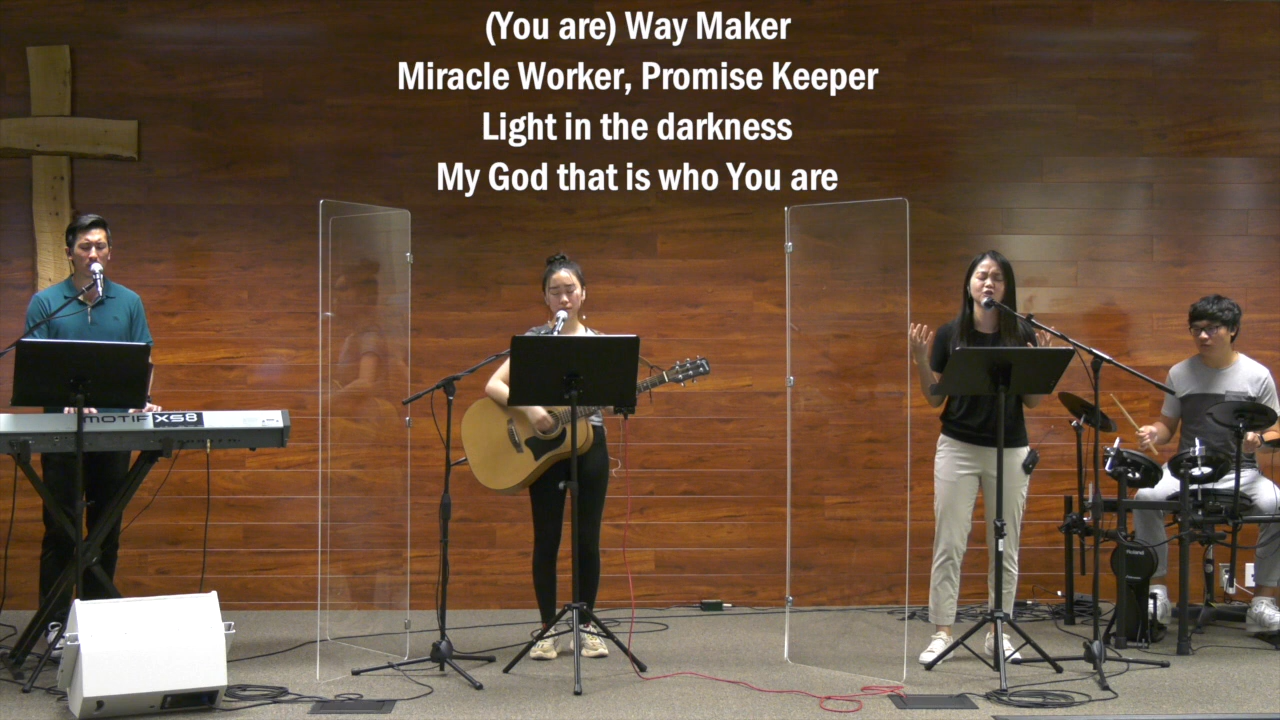 (You are) Way Maker
Miracle Worker, Promise Keeper
Light in the darkness
My God that is who You are
MOTIF XS8
Roland